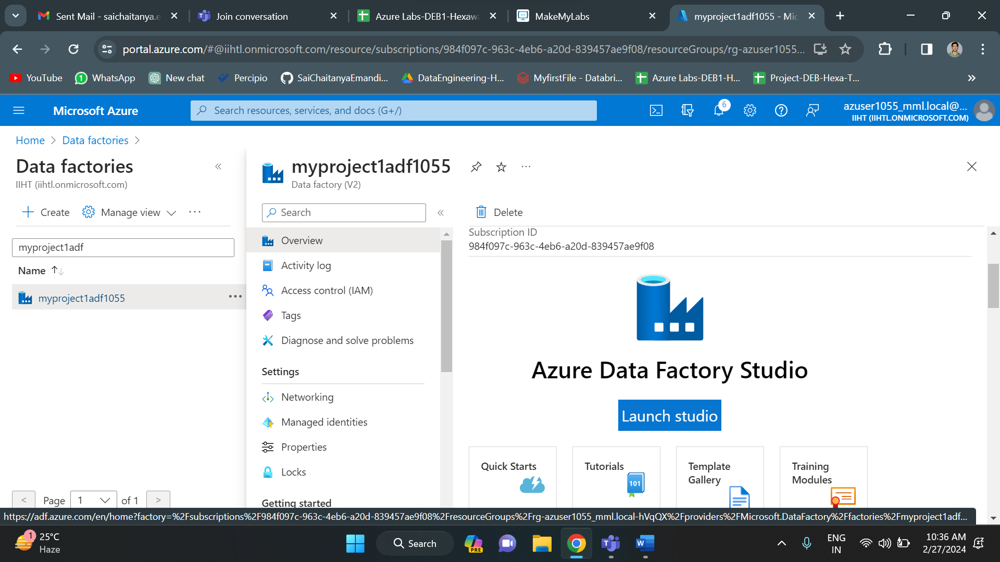 Sent Mail - saichaitanya.e
Join conversation
Azure Labs-DEB1-Hexawa
MakeMyLabs
myproject1adf1055 - Mic
portal.azure.com/#@iihtl.onmicrosoft.com/resource/subscriptions/984f097c-963c-4eb6-a20d-839457ae9f08/resourceGroups/rg-azuser1055...
YouTube
1
WhatsApp
New chat
Percipio
SaiChaitanyaEmandi...
DataEngineering-H...
MyfirstFile - Databri...
Azure Labs-DEB1-H...
Project-DEB-Hexa-T...
Microsoft Azure
Search resources, services, and docs (G+/)
6
azuser1055_mml.local@...
IIHT (IIHTL.ONMICROSOFT.COM)
Home > Data factories >
Data factories
IIHT (iihtl.onmicrosoft.com)
+ Create
Manage view
...
myproject1adf
Name
myproject1adf1055
...
< Page 1 of 1 >
myproject1adf1055
...
Data factory (V2)
Search
Overview
Activity log
Access control (IAM)
Tags
Diagnose and solve problems
Settings
Networking
Managed identities
Properties
Locks
Getting started
Delete
Subscription ID
984f097c-963c-4eb6-a20d-839457ae9f08
Azure Data Factory Studio
Launch studio
Quick Starts
Tutorials
101
Template
Gallery
Training
Modules
https://adf.azure.com/en/home?factory=%2Fsubscriptions%2F984f097c-963c-4eb6-a20d-839457ae9f08%2FresourceGroups%2Frg-azuser1055_mml.local-hVqQX%2Fproviders%2FMicrosoft.DataFactory%2Ffactories%2Fmyproject1adf...
1
25°C
Haze
Search
PRE
ENG
IN
10:36 AM
2/27/2024